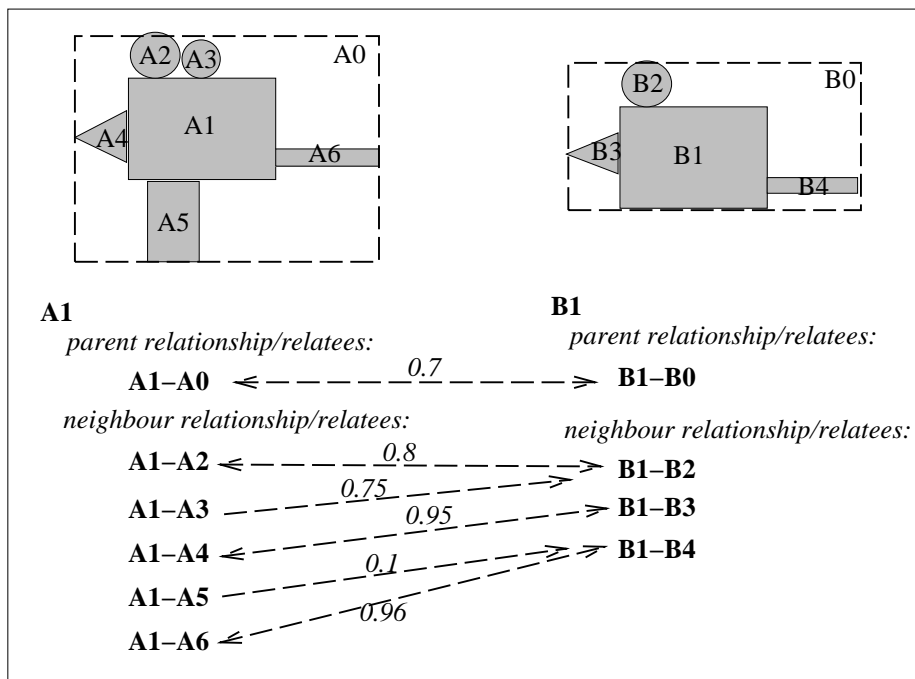 A2
A3
A0
A1
A4
A6
A5
B0
B2
B3
B1
B4
A1
parent relationship/relatees:
A1–A0
neighbour relationship/relatees:
A1–A2
A1–A3
A1–A4
A1–A5
A1–A6
0.7
0.8
0.75
0.95
0.1
0.96
B1
parent relationship/relatees:
B1–B0
neighbour relationship/relatees:
B1–B2
B1–B3
B1–B4